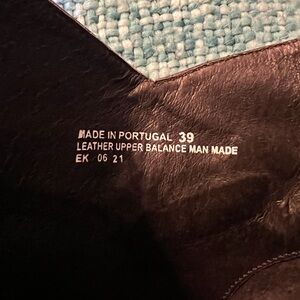 MADE IN PORTUGAL 39
LEATHER UPPER BALANCE MAN MADE
EK 06 21